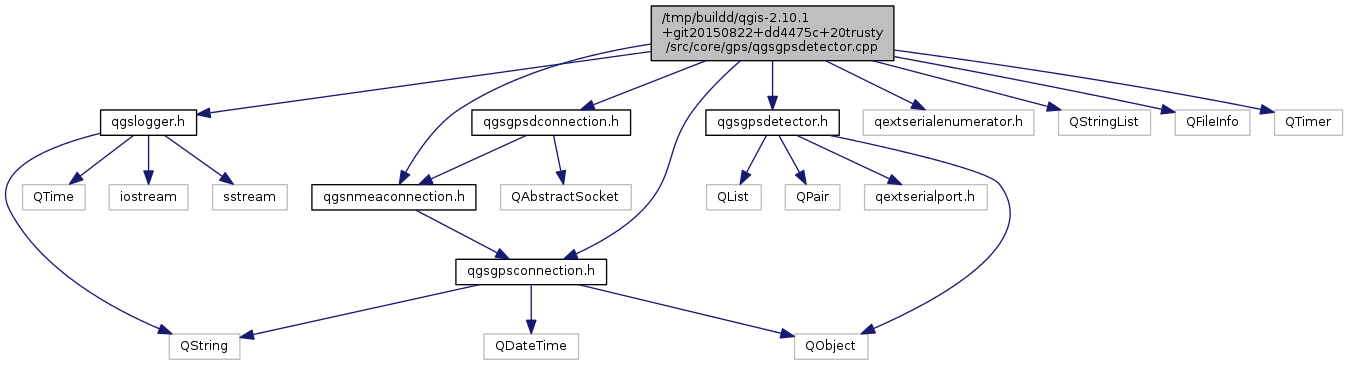 /tmp/buildd/qgis-2.10.1
+git20150822+dd4475c+20trusty
/src/core/gps/qgsgpsdetector.cpp
qgslogger.h
qgsgpsdconnection.h
qgsgpsdetector.h
qextserialenumerator.h
QStringList
QFileInfo
QTimer
QTime
iostream
sstream
qgsnmeaconnection.h
QAbstractSocket
QList
QPair
qextserialport.h
qgsgpsconnection.h
QString
QDateTime
QObject